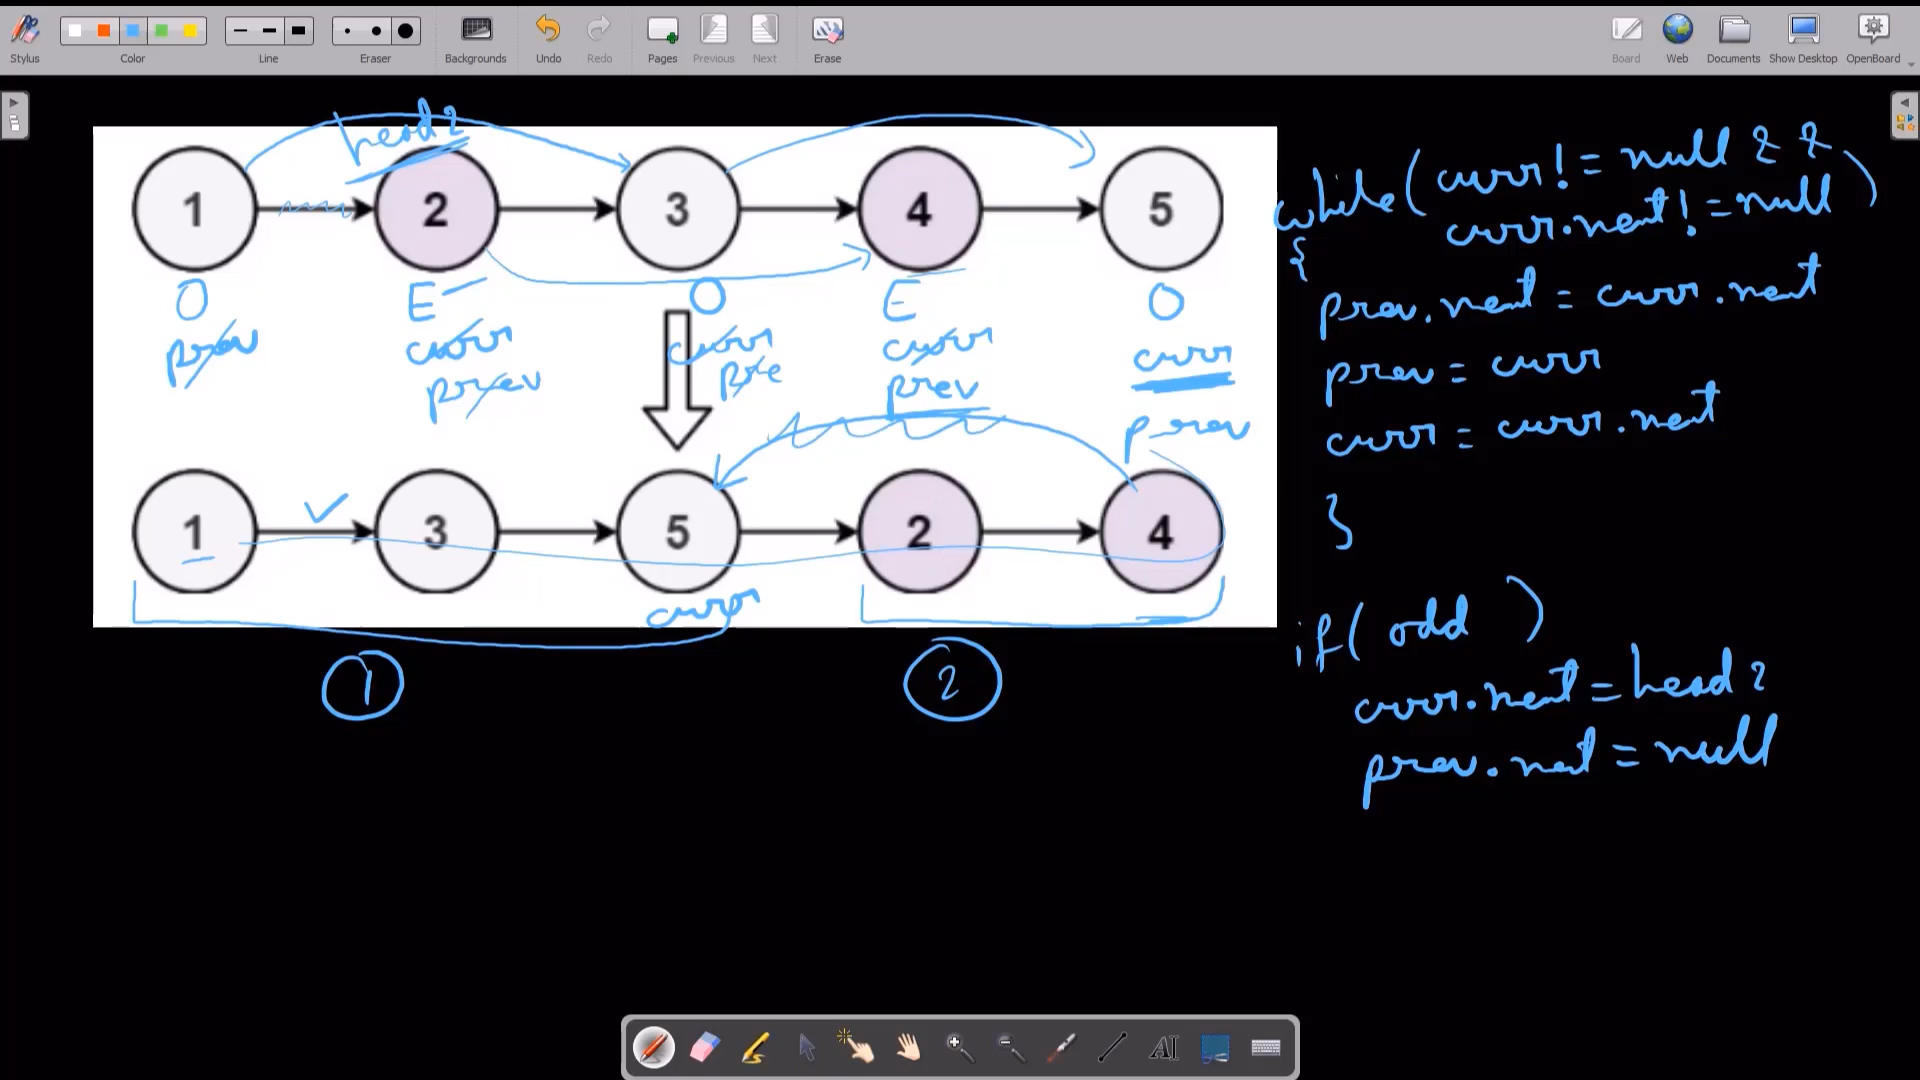 Stylus Color Line Eraser Backgrounds Undo Redo Pages Previous Next Erase Board Web Documents Show Desktop OpenBoard
head2
1 2 3 4 5
O E O E O
prev curr curr curr curr
prev pre prev prev
1 3 5 2 4
curr
1 2
while(curr != null &&
curr.next != null)
{
prev.next = curr.next
prev = curr
curr = curr.next
}
if( odd )
curr.next = head2
prev.next = null
AI